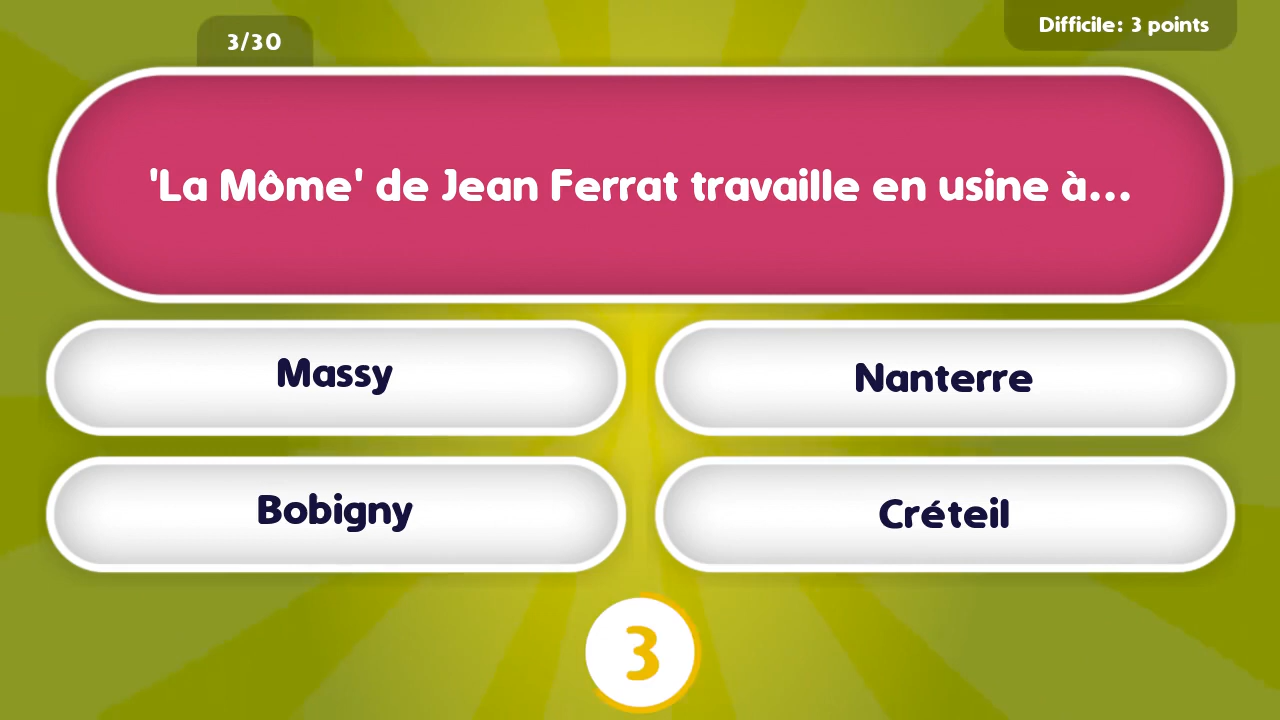 3/30
Difficile: 3 points
'La Môme' de Jean Ferrat travaille en usine à...
Massy
Nanterre
Bobigny
Créteil
3